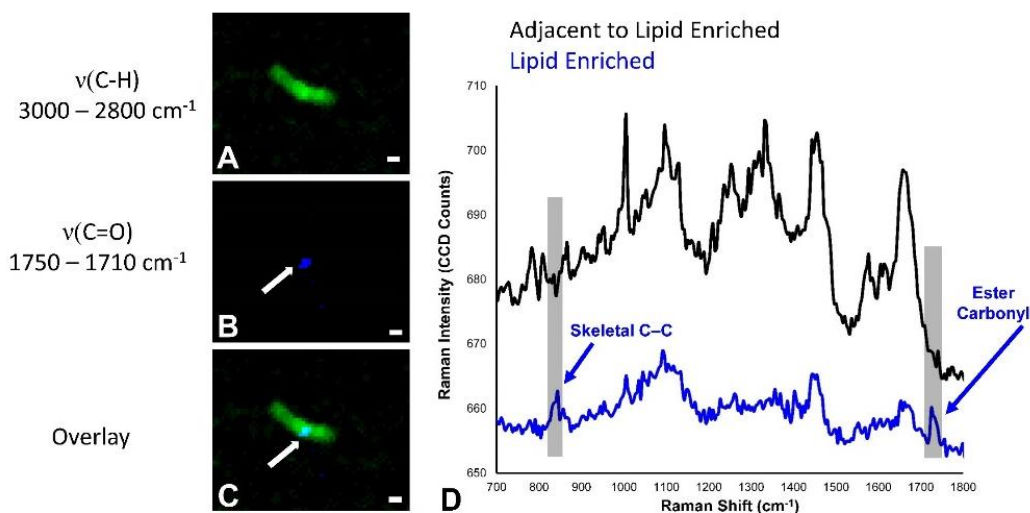 ν(C-H)
3000 – 2800 cm⁻¹
A
ν(C=O)
1750 – 1710 cm⁻¹
B
Overlay
C
Adjacent to Lipid Enriched
Lipid Enriched
710
700
690
680
670
660
650
Raman Intensity (CCD Counts)
Skeletal C–C
Ester
Carbonyl
D
700 800 900 1000 1100 1200 1300 1400 1500 1600 1700 1800
Raman Shift (cm⁻¹)